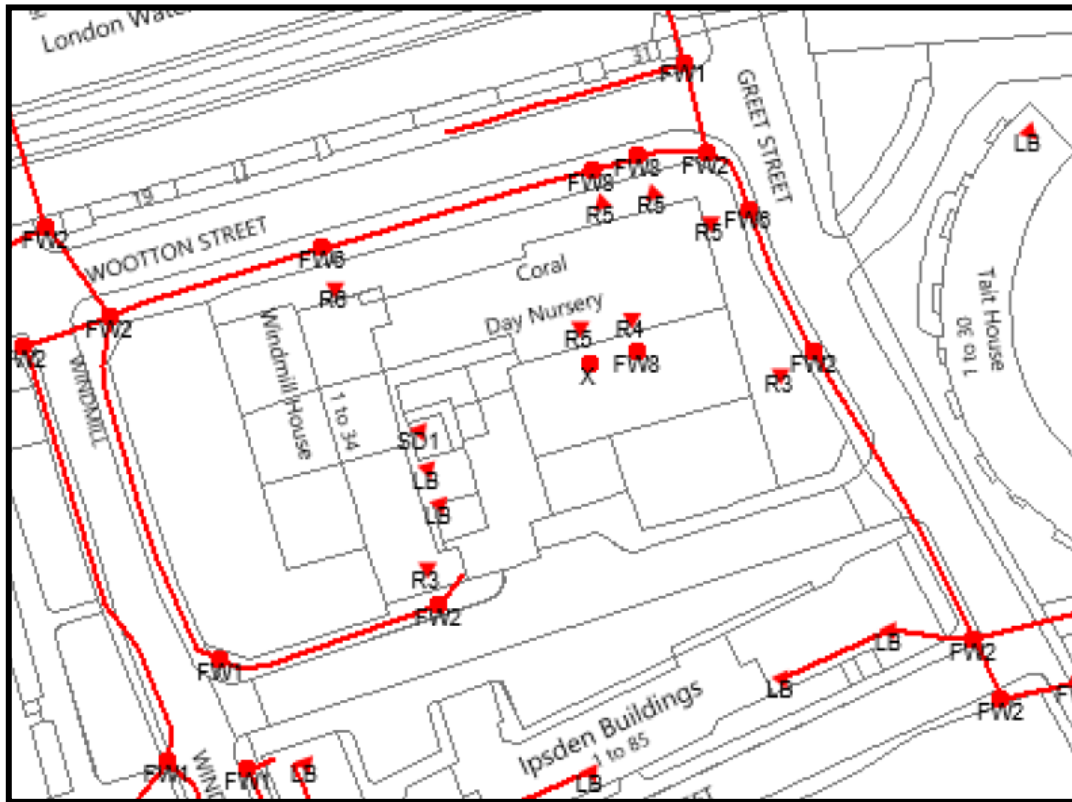 London Wate
31
FW1
GREET STREET
LB
FW8
FW2
FW8
19
R5
R5
FW6
R5
FW2
WOOTTON STREET
FW6
Coral
R6
Day Nursery
FW2
Windmill House
1 to 34
R5
R4
FW8
X
FW2
R3
Tait House
1 to 30
W2
WINDMILL
SD1
LB
LB
R3
FW2
FW1
LB
FW2
LB
FW2
Ipsden Buildings
1 to 85
FW1
FW1
LB
LB
WIND